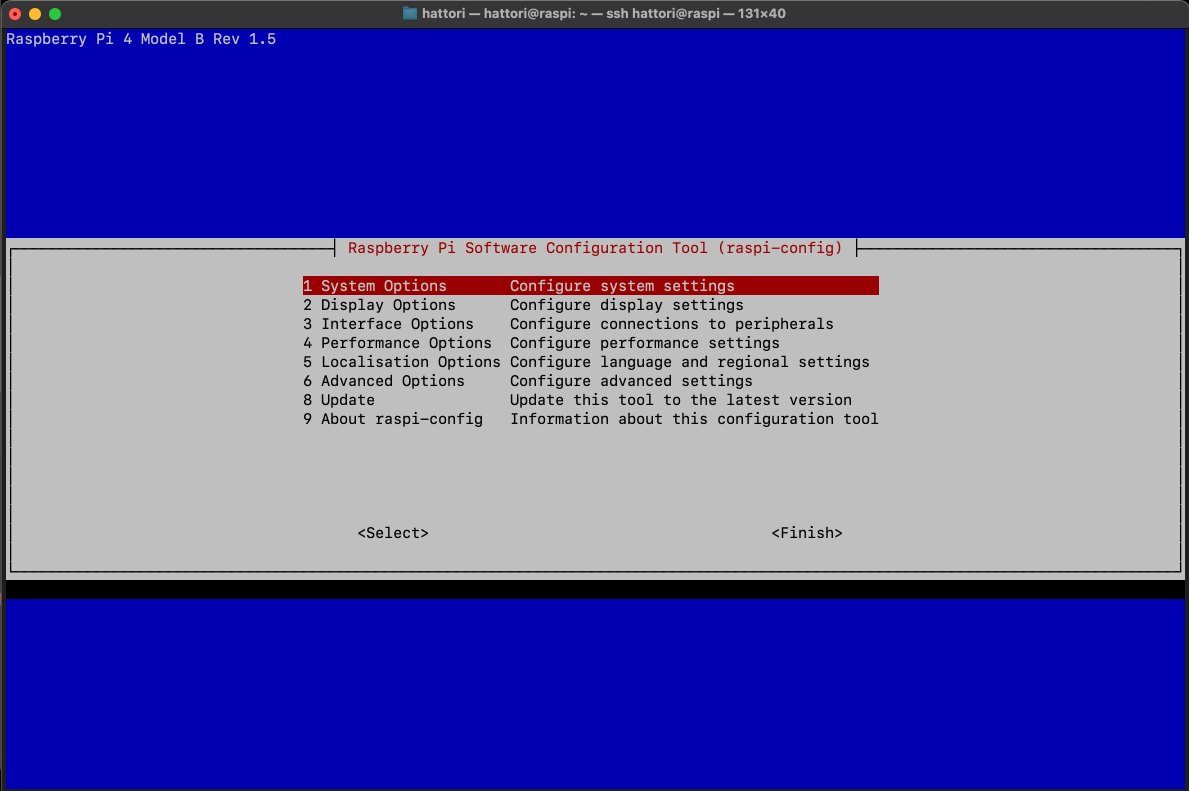 hattori — hattori@raspi: ~ — ssh hattori@raspi — 131×40
Raspberry Pi 4 Model B Rev 1.5
Raspberry Pi Software Configuration Tool (raspi-config)
1 System Options       Configure system settings
2 Display Options      Configure display settings
3 Interface Options    Configure connections to peripherals
4 Performance Options  Configure performance settings
5 Localisation Options Configure language and regional settings
6 Advanced Options     Configure advanced settings
8 Update               Update this tool to the latest version
9 About raspi-config   Information about this configuration tool
<Select>                                      <Finish>